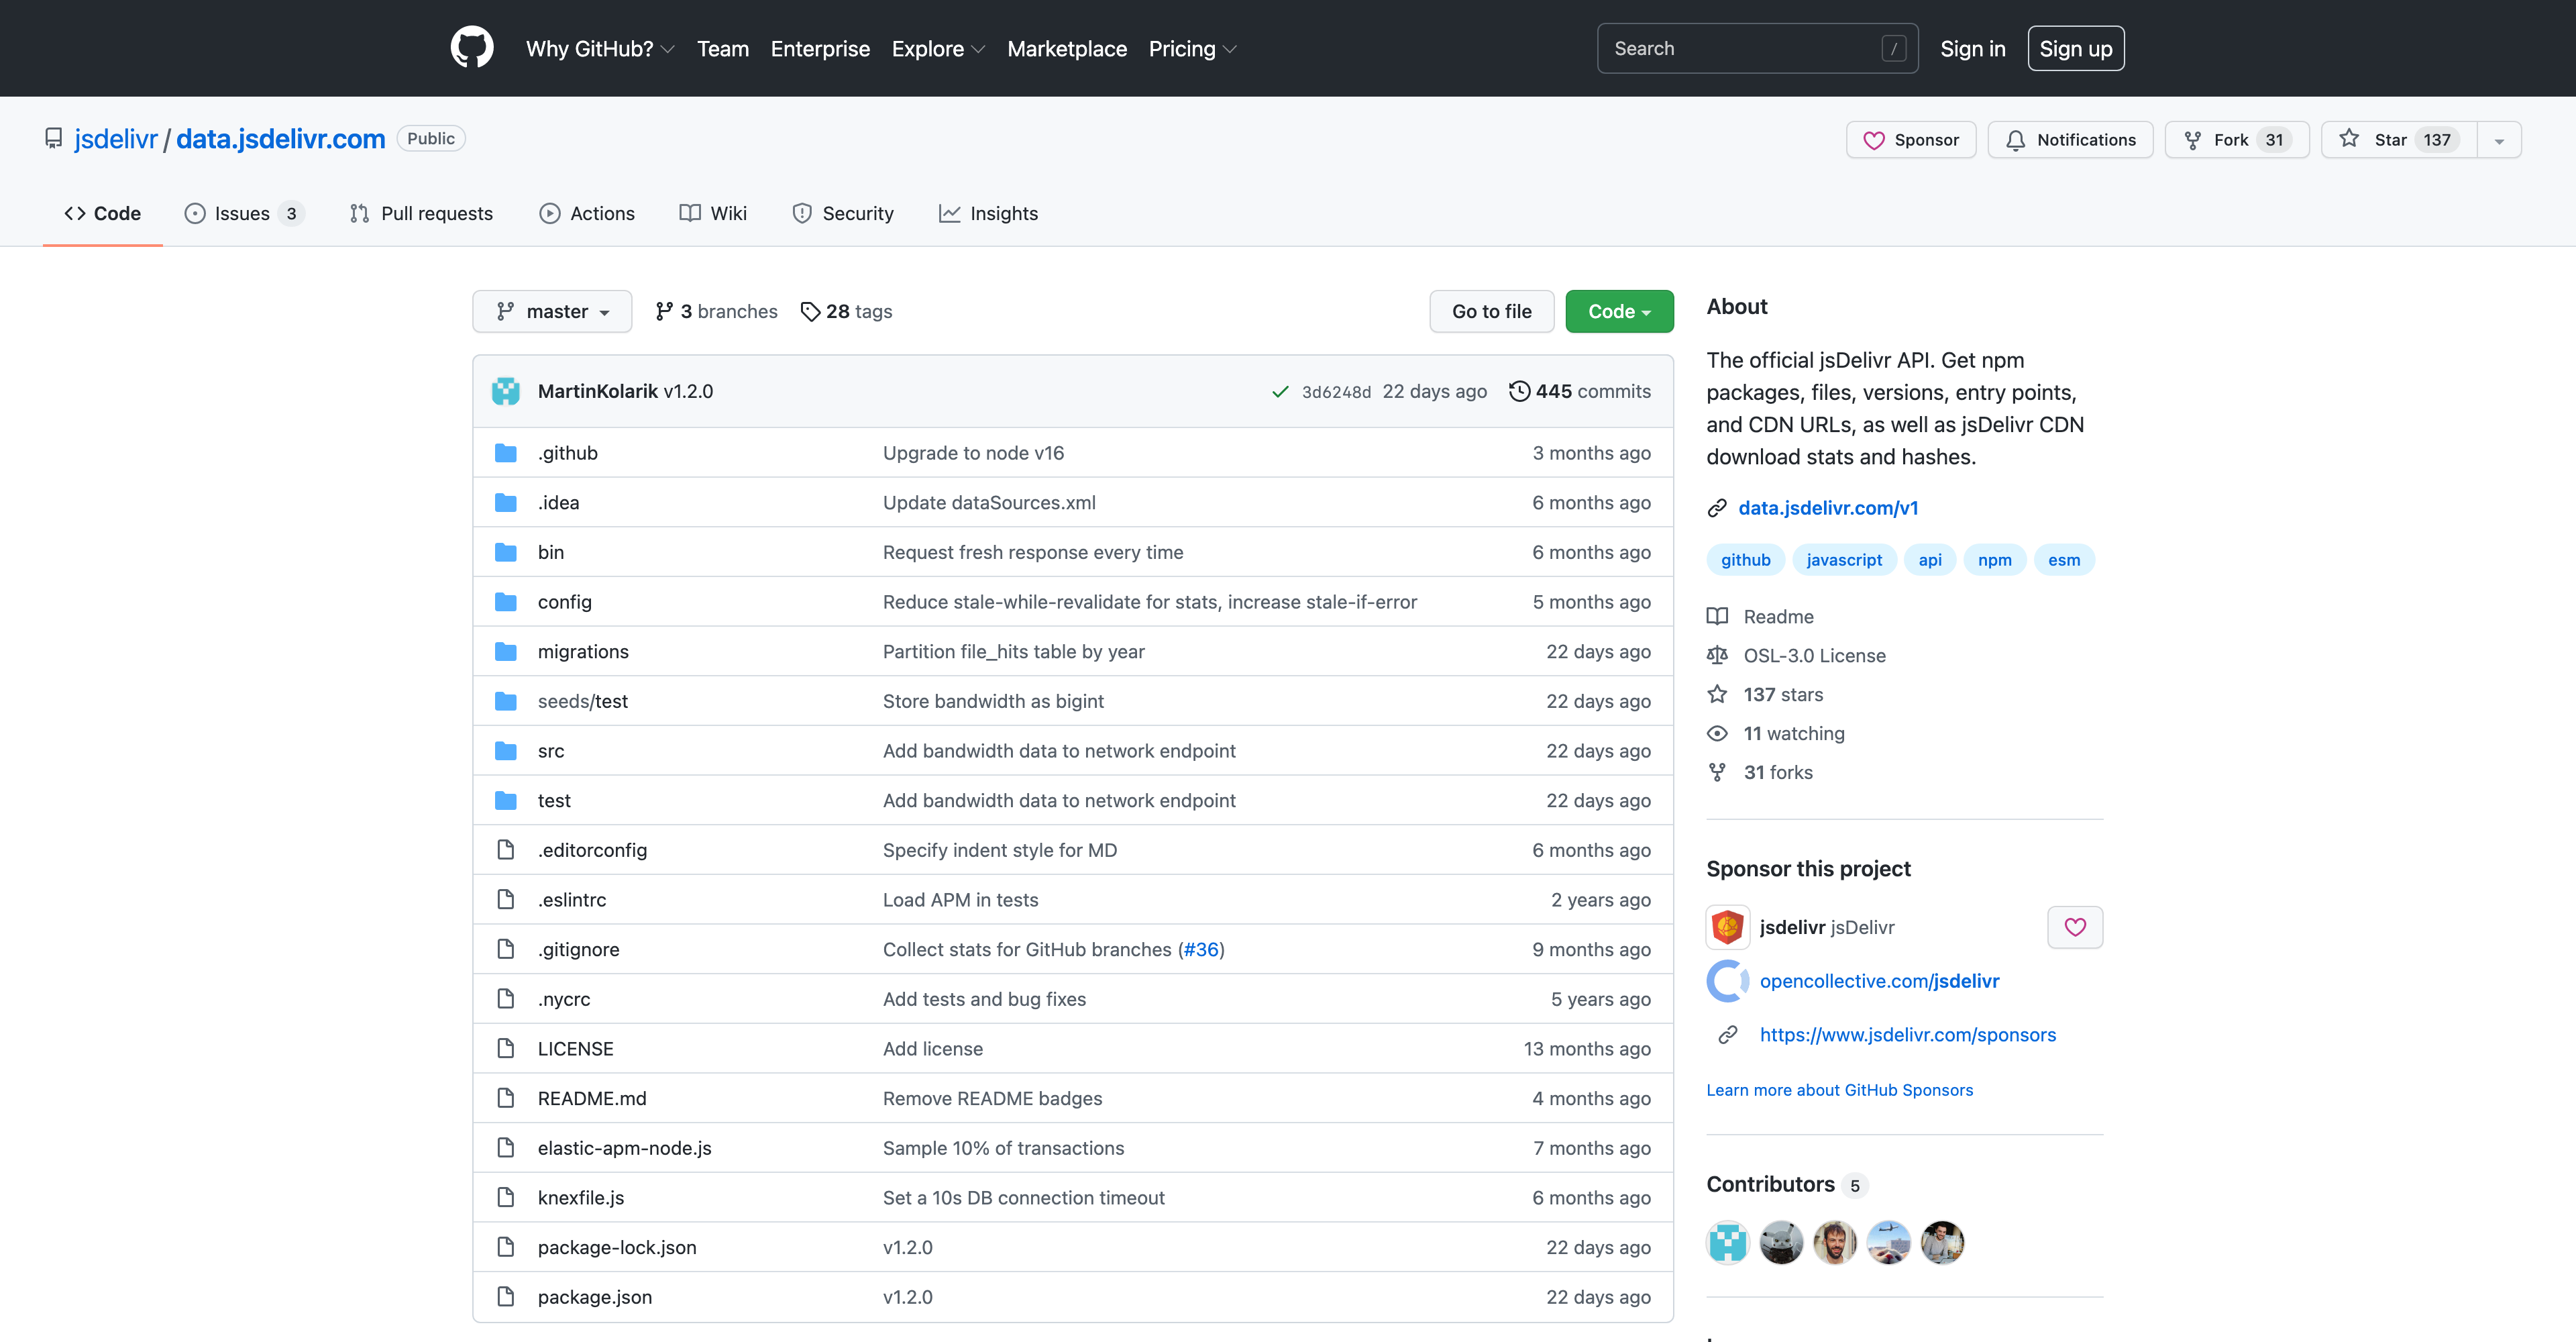 Why GitHub? Team Enterprise Explore Marketplace Pricing Search / Sign in Sign up
jsdelivr / data.jsdelivr.com Public Sponsor Notifications Fork 31 Star 137
Code Issues 3 Pull requests Actions Wiki Security Insights
master 3 branches 28 tags Go to file Code
MartinKolarik v1.2.0 3d6248d 22 days ago 445 commits
.github Upgrade to node v16 3 months ago
.idea Update dataSources.xml 6 months ago
bin Request fresh response every time 6 months ago
config Reduce stale-while-revalidate for stats, increase stale-if-error 5 months ago
migrations Partition file_hits table by year 22 days ago
seeds/test Store bandwidth as bigint 22 days ago
src Add bandwidth data to network endpoint 22 days ago
test Add bandwidth data to network endpoint 22 days ago
.editorconfig Specify indent style for MD 6 months ago
.eslintrc Load APM in tests 2 years ago
.gitignore Collect stats for GitHub branches (#36) 9 months ago
.nycrc Add tests and bug fixes 5 years ago
LICENSE Add license 13 months ago
README.md Remove README badges 4 months ago
elastic-apm-node.js Sample 10% of transactions 7 months ago
knexfile.js Set a 10s DB connection timeout 6 months ago
package-lock.json v1.2.0 22 days ago
package.json v1.2.0 22 days ago
About
The official jsDelivr API. Get npm
packages, files, versions, entry points,
and CDN URLs, as well as jsDelivr CDN
download stats and hashes.
data.jsdelivr.com/v1
github javascript api npm esm
Readme
OSL-3.0 License
137 stars
11 watching
31 forks
Sponsor this project
jsdelivr jsDelivr
opencollective.com/jsdelivr
https://www.jsdelivr.com/sponsors
Learn more about GitHub Sponsors
Contributors 5